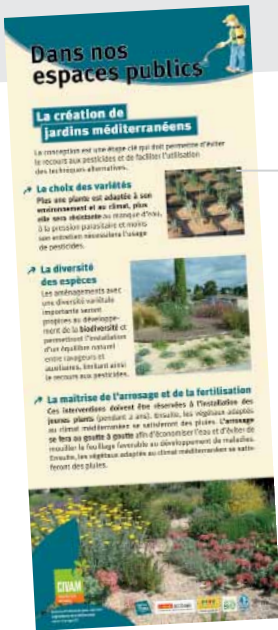 Dans nos
espaces publics
La création de
jardins méditerranéens
La conception est une étape clé qui doit permettre d'éviter
le recours aux pesticides et de faciliter l'utilisation
des techniques alternatives.
Le choix des variétés
Plus une plante est adaptée à son
environnement et au climat, plus
elle sera résistante au manque d'eau,
à la pression parasitaire et moins
son entretien nécessitera l'usage
de pesticides.
La diversité
des espèces
Les aménagements avec
une diversité variétale
importante seront
propices au développe-
ment de la biodiversité et
permettront l'installation
d'un équilibre naturel
entre ravageurs et
auxiliaires, limitant ainsi
le recours aux pesticides.
La maîtrise de l'arrosage et de la fertilisation
Ces interventions doivent être réservées à l'installation des
jeunes plants (pendant 2 ans). Ensuite, les végétaux adaptés
au climat méditerranéen se satisferont des pluies. L'arrosage
se fera au goutte à goutte afin d'économiser l'eau et d'éviter de
mouiller le feuillage favorable au développement de maladies.
Ensuite, les végétaux adaptés au climat méditerranéen se satis-
feront des pluies.
CIVAM
BIO